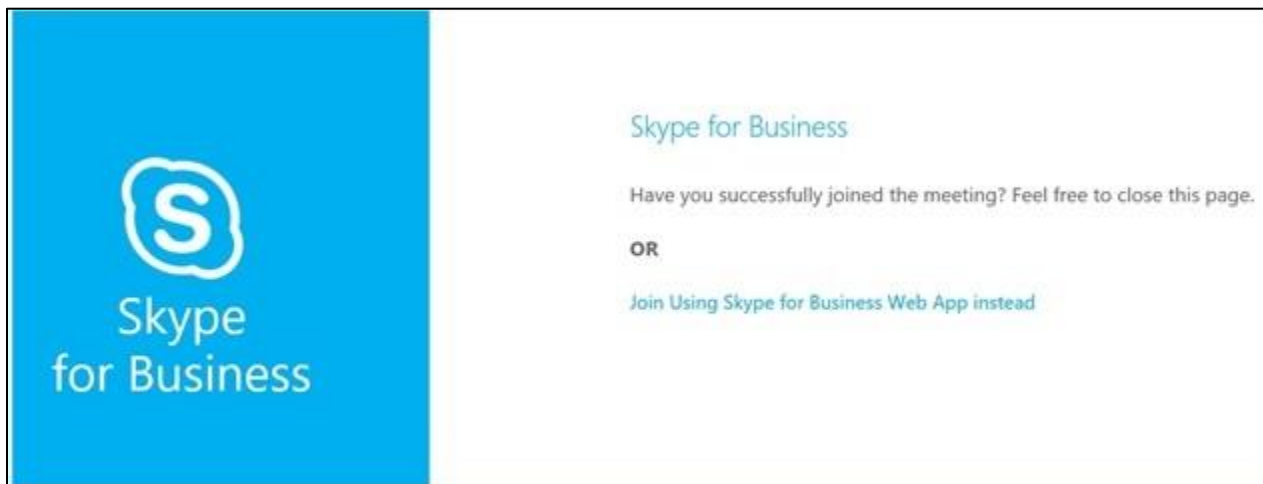 Skype
for Business
Skype for Business
Have you successfully joined the meeting? Feel free to close this page.
OR
Join Using Skype for Business Web App instead